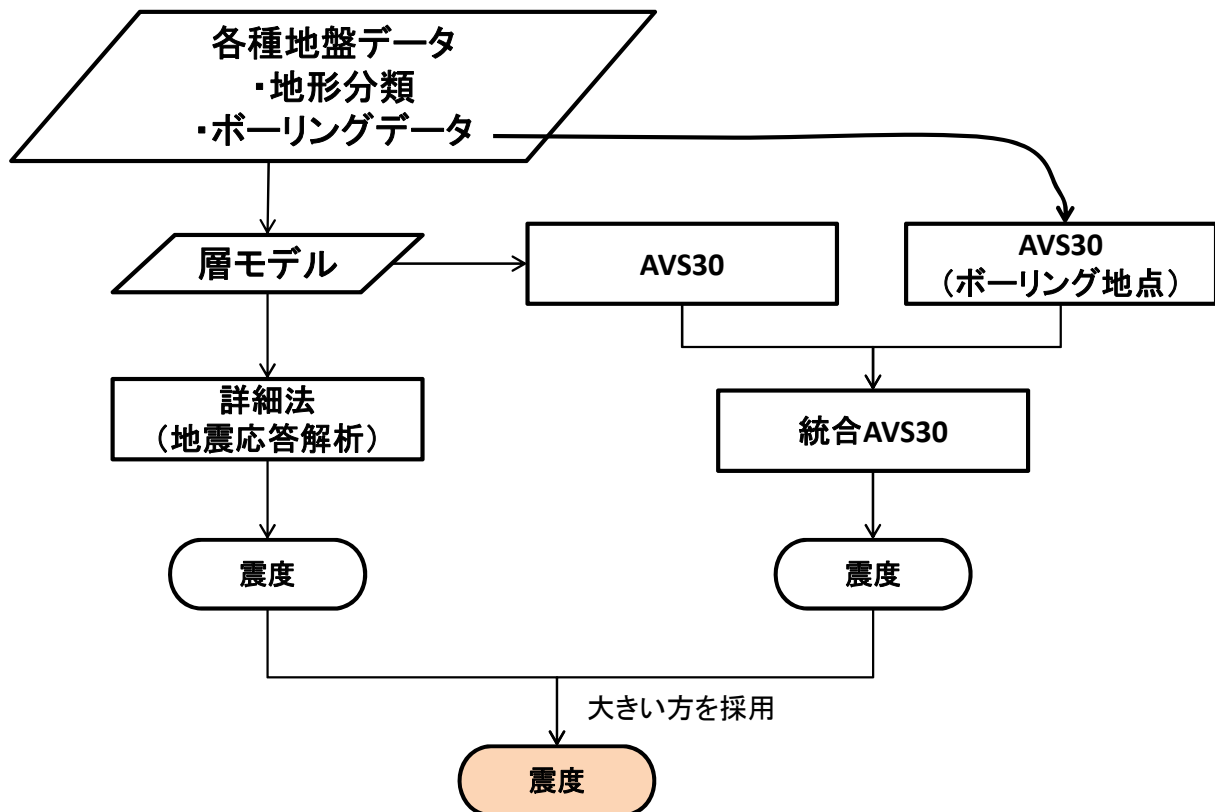 各種地盤データ
・地形分類
・ボーリングデータ
層モデル
AVS30
AVS30
（ボーリング地点）
詳細法
（地震応答解析）
統合AVS30
震度
震度
大きい方を採用
震度